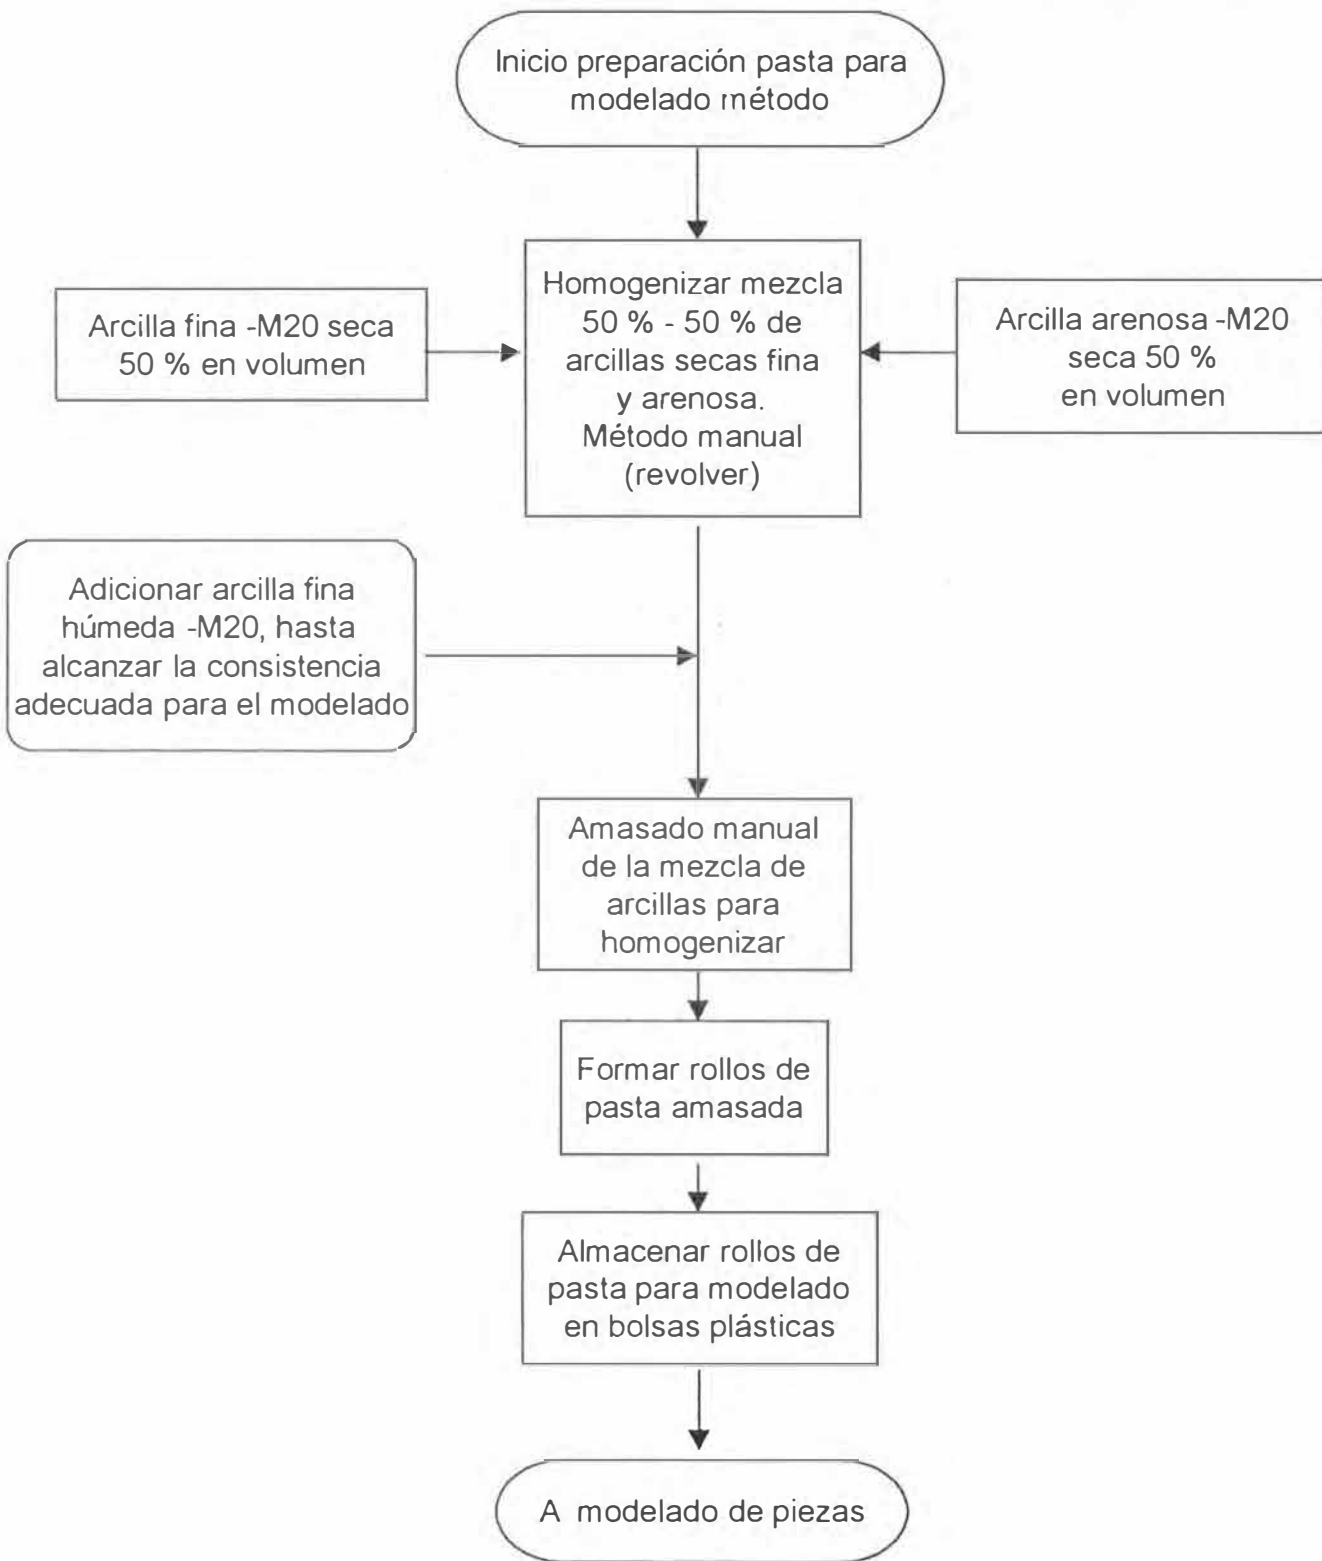 Inicio preparación pasta para
modelado método
Homogenizar mezcla
50 % - 50 % de
arcillas secas fina
y arenosa.
Método manual
(revolver)
Arcilla fina -M20 seca
50 % en volumen
Arcilla arenosa -M20
seca 50 %
en volumen
Adicionar arcilla fina
húmeda -M20, hasta
alcanzar la consistencia
adecuada para el modelado
Amasado manual
de la mezcla de
arcillas para
homogenizar
Formar rollos de
pasta amasada
Almacenar rollos de
pasta para modelado
en bolsas plásticas
A modelado de piezas